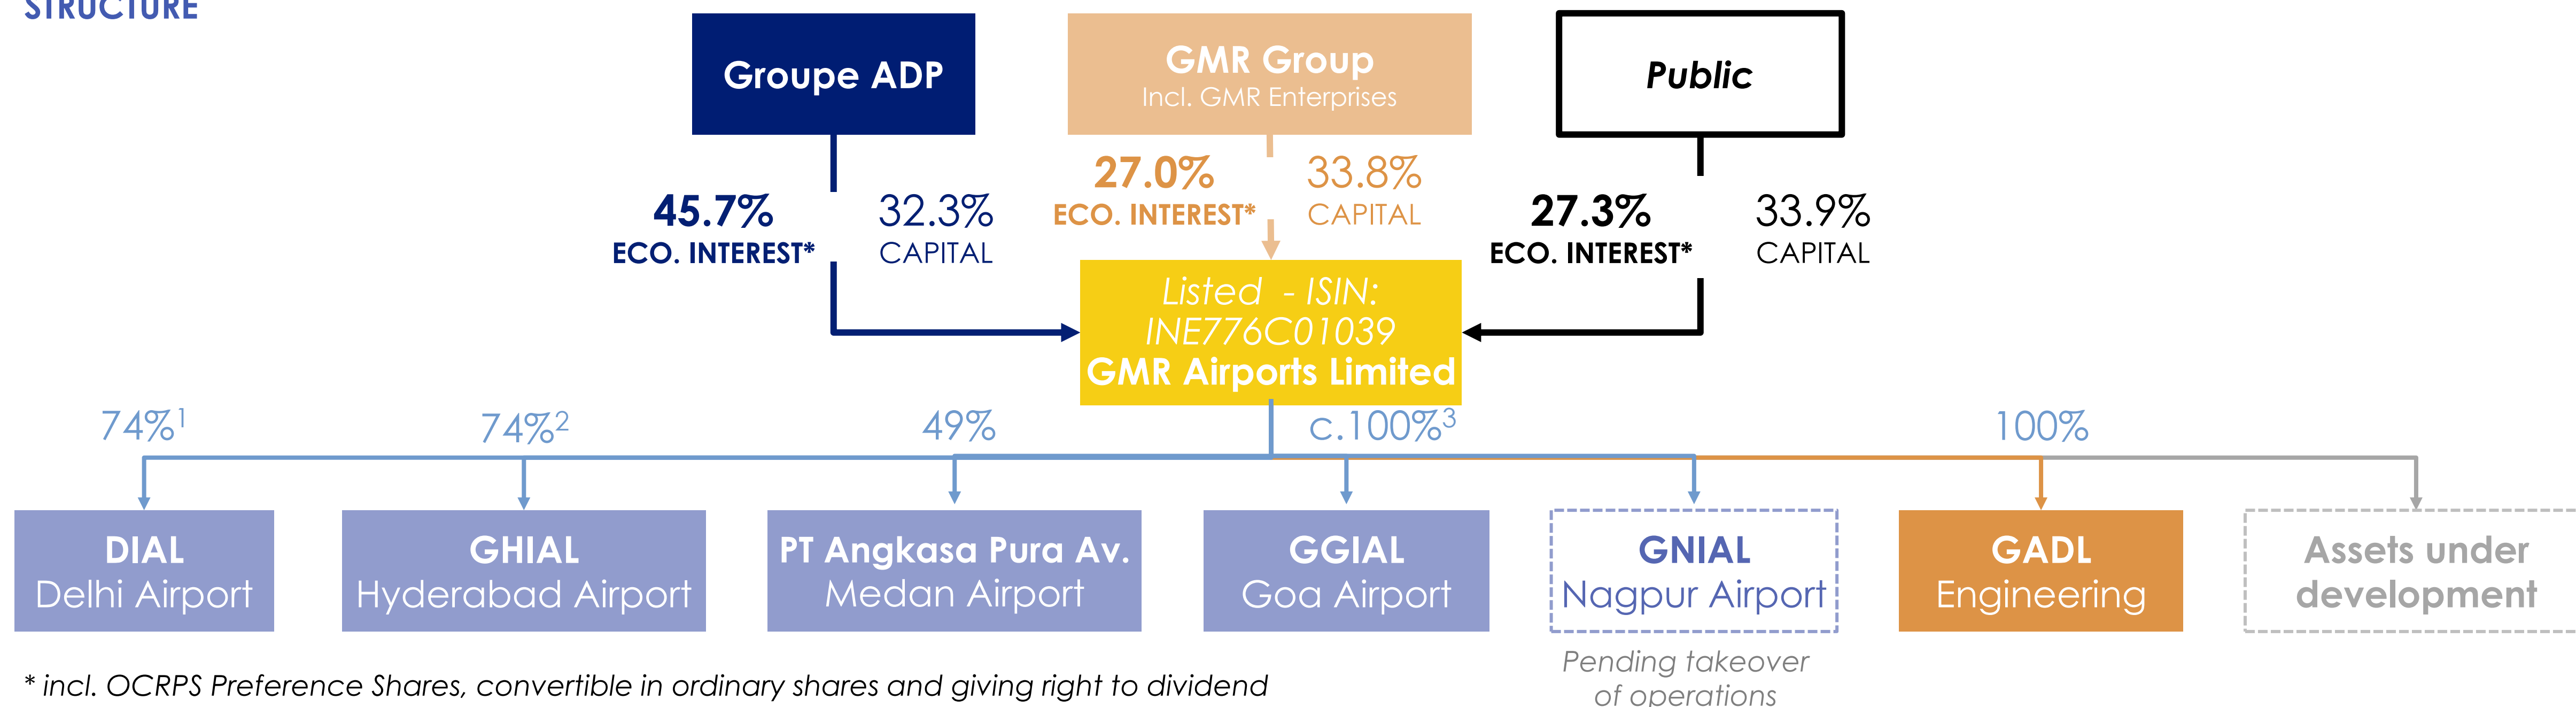 STRUCTURE
Groupe ADP
GMR Group
Incl. GMR Enterprises
Public
45.7%
ECO. INTEREST*
32.3%
CAPITAL
27.0%
ECO. INTEREST*
33.8%
CAPITAL
27.3%
ECO. INTEREST*
33.9%
CAPITAL
Listed - ISIN:
INE776C01039
GMR Airports Limited
74%¹
74%²
49%
c.100%³
100%
DIAL
Delhi Airport
GHIAL
Hyderabad Airport
PT Angkasa Pura Av.
Medan Airport
GGIAL
Goa Airport
GNIAL
Nagpur Airport
GADL
Engineering
Assets under
development
Pending takeover
of operations
* incl. OCRPS Preference Shares, convertible in ordinary shares and giving right to dividend